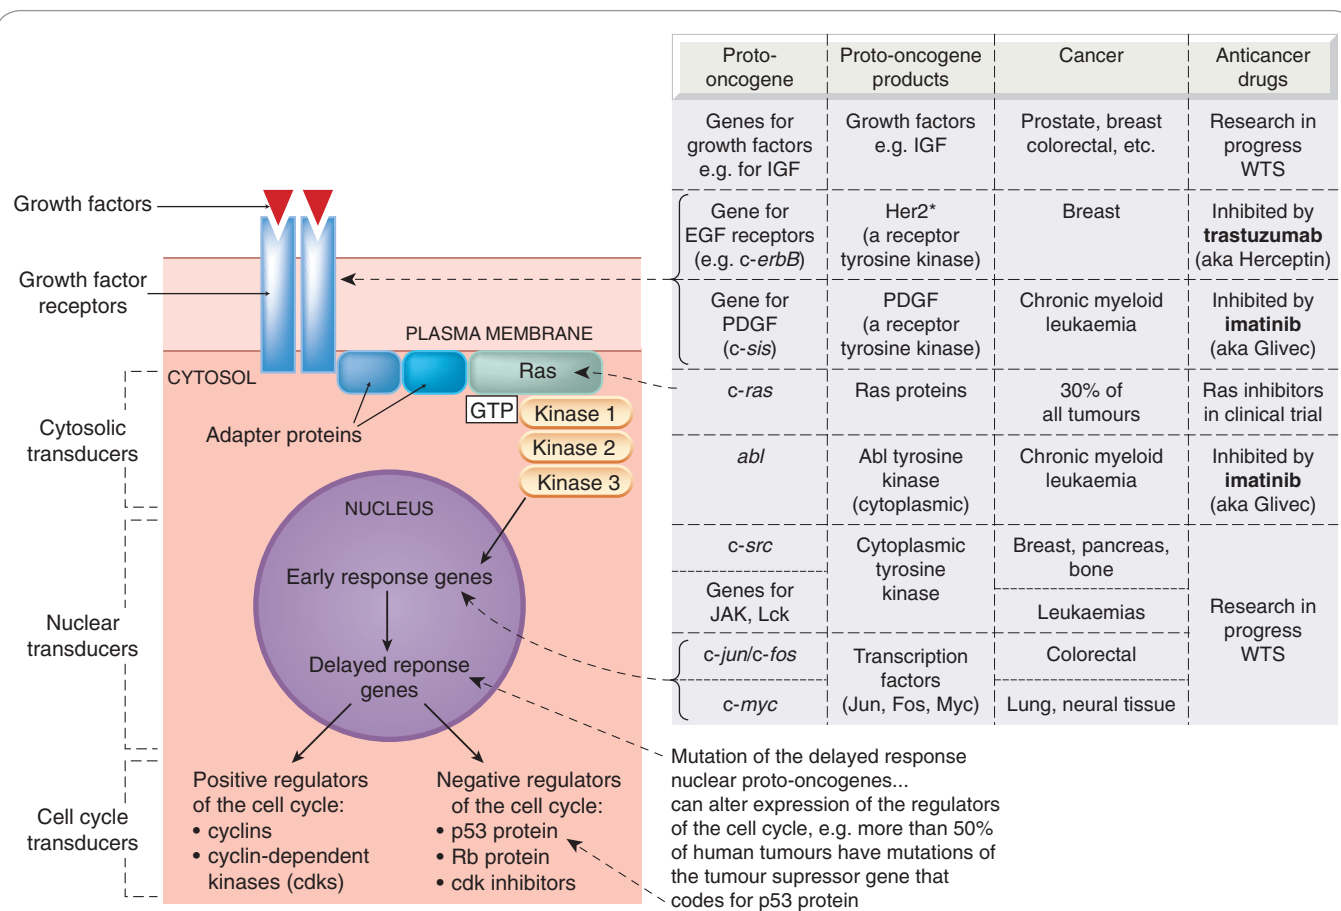 Growth factors
Growth factor
receptors
PLASMA MEMBRANE
CYTOSOL
Ras
GTP
Kinase 1
Kinase 2
Kinase 3
Adapter proteins
Cytosolic
transducers
NUCLEUS
Early response genes
Delayed reponse
genes
Nuclear
transducers
Positive regulators
of the cell cycle:
• cyclins
• cyclin-dependent
kinases (cdks)
Negative regulators
of the cell cycle:
• p53 protein
• Rb protein
• cdk inhibitors
Cell cycle
transducers
Proto-
oncogene
Proto-oncogene
products
Cancer
Anticancer
drugs
Genes for
growth factors
e.g. for IGF
Growth factors
e.g. IGF
Prostate, breast
colorectal, etc.
Research in
progress
WTS
Gene for
EGF receptors
(e.g. c-erbB)
Her2*
(a receptor
tyrosine kinase)
Breast
Inhibited by
trastuzumab
(aka Herceptin)
Gene for
PDGF
(c-sis)
PDGF
(a receptor
tyrosine kinase)
Chronic myeloid
leukaemia
Inhibited by
imatinib
(aka Glivec)
c-ras
Ras proteins
30% of
all tumours
Ras inhibitors
in clinical trial
abl
Abl tyrosine
kinase
(cytoplasmic)
Chronic myeloid
leukaemia
Inhibited by
imatinib
(aka Glivec)
c-src
Cytoplasmic
tyrosine
kinase
Breast, pancreas,
bone
Genes for
JAK, Lck
Leukaemias
Research in
progress
WTS
c-jun/c-fos
Transcription
factors
(Jun, Fos, Myc)
Colorectal
c-myc
Lung, neural tissue
Mutation of the delayed response
nuclear proto-oncogenes...
can alter expression of the regulators
of the cell cycle, e.g. more than 50%
of human tumours have mutations of
the tumour supressor gene that
codes for p53 protein